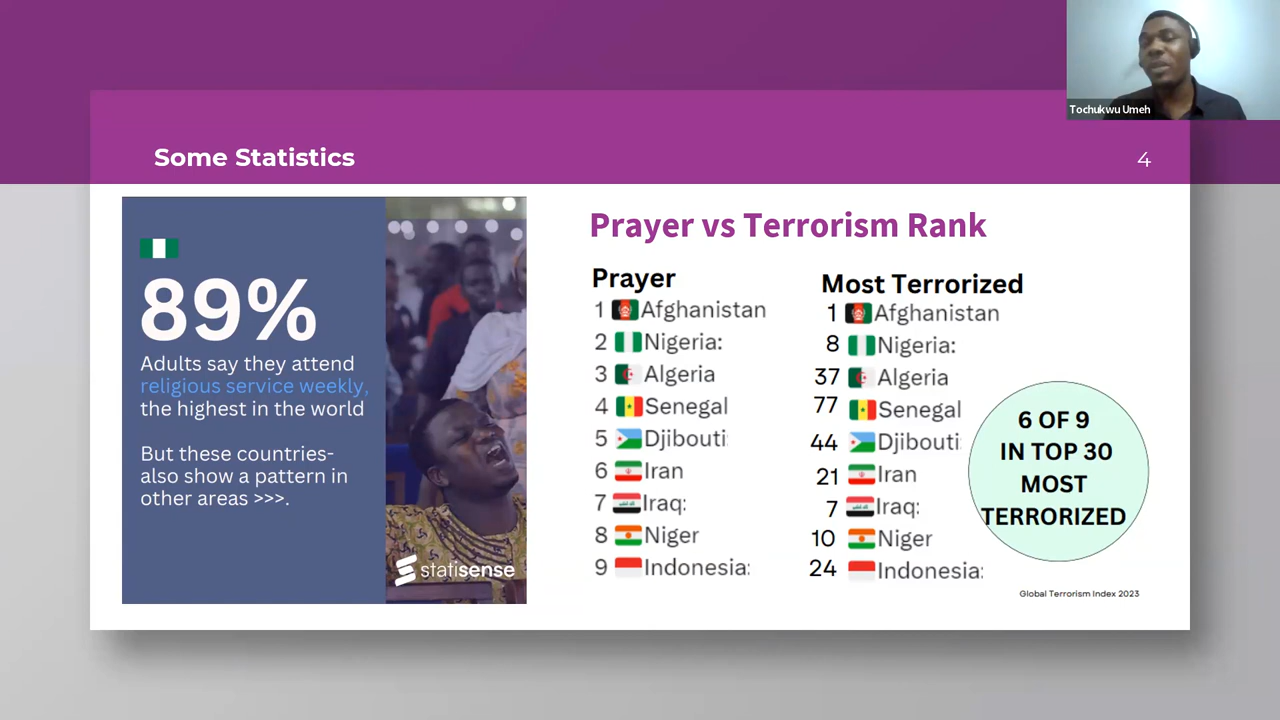 Tochukwu Umeh
Some Statistics
4
89%
Adults say they attend
religious service weekly,
the highest in the world
But these countries-
also show a pattern in
other areas >>>.
statisense
Prayer vs Terrorism Rank
Prayer
1 Afghanistan
2 Nigeria:
3 Algeria
4 Senegal
5 Djibouti:
6 Iran
7 Iraq:
8 Niger
9 Indonesia:
Most Terrorized
1 Afghanistan
8 Nigeria:
37 Algeria
77 Senegal
44 Djibouti:
21 Iran
7 Iraq:
10 Niger
24 Indonesia:
6 OF 9
IN TOP 30
MOST
TERRORIZED
Global Terrorism Index 2023